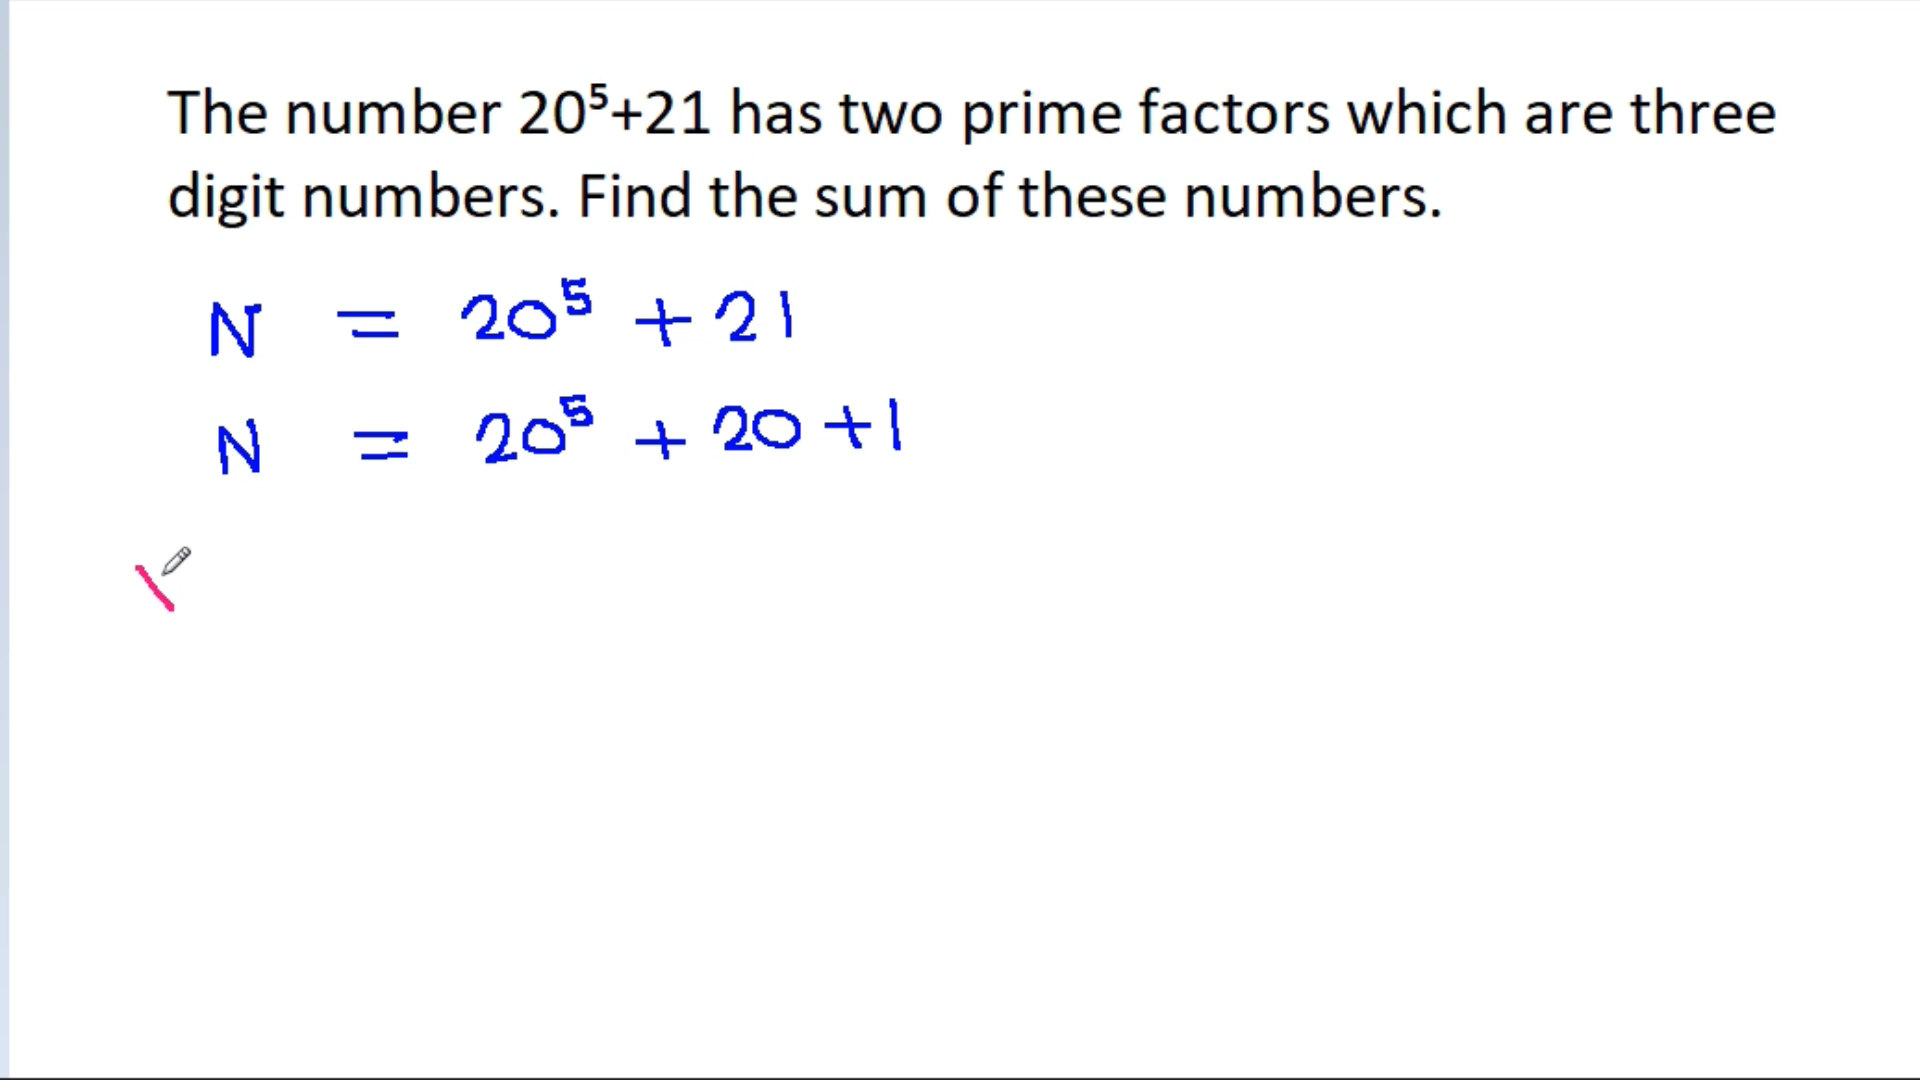 The number 20⁵+21 has two prime factors which are three
digit numbers. Find the sum of these numbers.
N = 20⁵ + 21
N = 20⁵ + 20 + 1